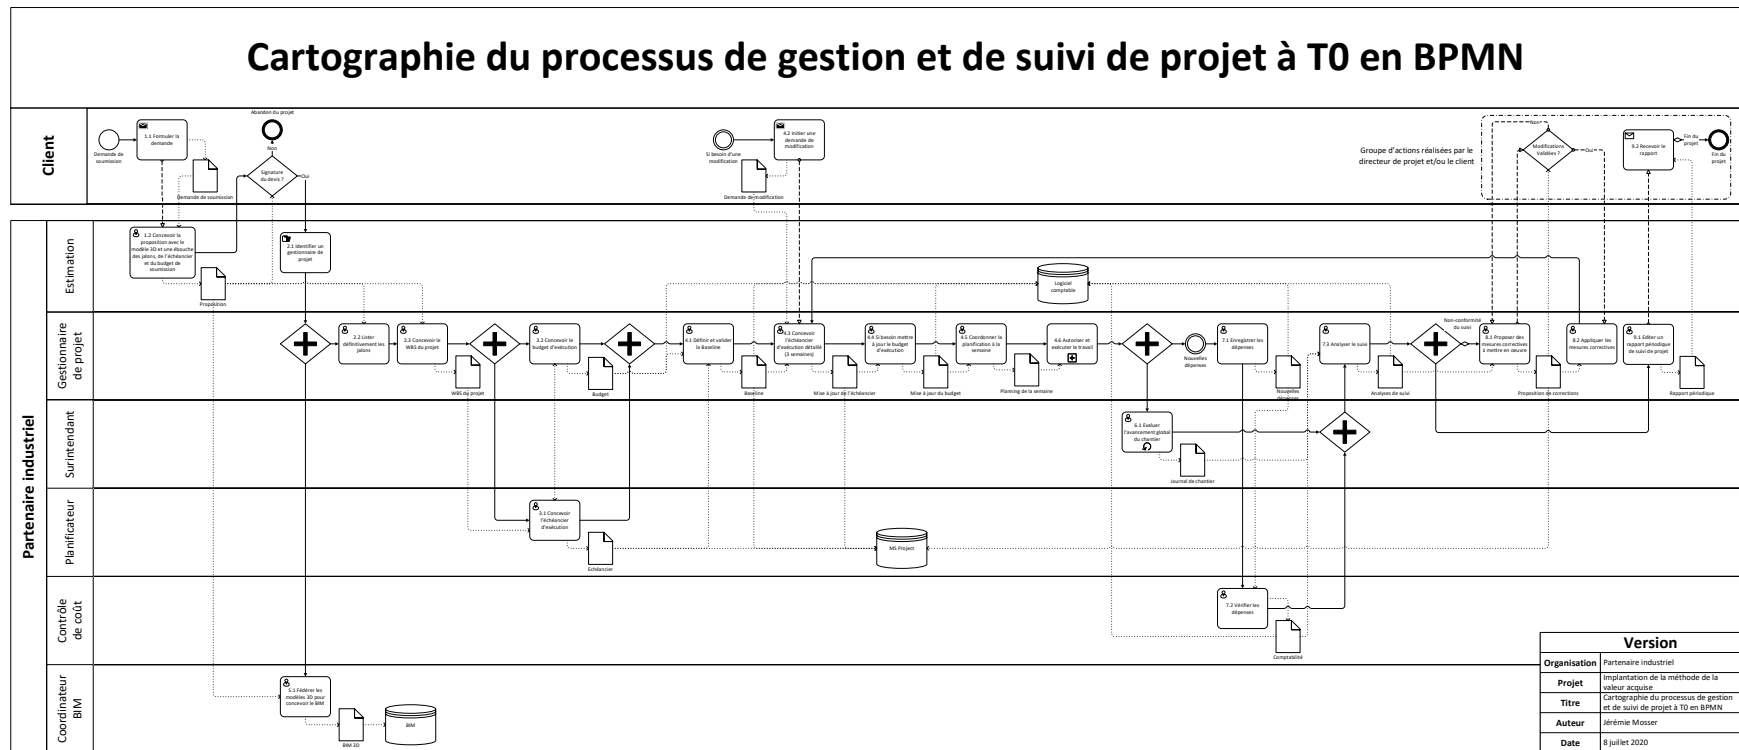 Cartographie du processus de gestion et de suivi de projet à T0 en BPMN
Client
Demande de
soumission
1.1 Formuler la
demande
Demande de soumission
Abandon du projet
Non
Signature
du devis ?
Oui
Si besoin d'une
modification
4.2 Initier une
demande de
modification
Demande de modification
Groupe d'actions réalisées par le
directeur de projet et/ou le client
Non
Modifications
Validées ?
Oui
9.2 Recevoir le
rapport
Fin du
projet
Fin du
projet
Partenaire industriel
Estimation
1.2 Concevoir la
proposition avec le
modèle 3D et une ébauche
des jalons, de l'échéancier
et du budget de
soumission
Proposition
2.1 Identifier un
gestionnaire de
projet
Logiciel
comptable
Gestionnaire
de projet
2.2 Lister
définitivement les
jalons
2.3 Concevoir le
WBS du projet
WBS du projet
3.2 Concevoir le
budget d'exécution
Budget
4.1 Définir et valider
la Baseline
Baseline
4.3 Concevoir
l'échéancier
d'exécution détaillé
(3 semaines)
Mise à jour de l'échéancier
4.4 Si besoin mettre
à jour le budget
d'exécution
Mise à jour du budget
4.5 Coordonner la
planification à la
semaine
Planning de la semaine
4.6 Autoriser et
exécuter le travail
Nouvelles
dépenses
7.1 Enregistrer les
dépenses
Nouvelles
dépenses
7.3 Analyser le suivi
Analyses de suivi
Non-conformité
du suivi
8.1 Proposer des
mesures correctives
à mettre en oeuvre
Proposition de corrections
8.2 Appliquer les
mesures correctives
9.1 Editer un
rapport périodique
de suivi de projet
Rapport périodique
Surintendant
6.1 Evaluer
l'avancement global
du chantier
Journal de chantier
Planificateur
3.1 Concevoir
l'échéancier
d'exécution
Echéancier
MS Project
Contrôle
de coût
7.2 Vérifier les
dépenses
Comptabilité
Coordinateur
BIM
5.1 Fédérer les
modèles 3D pour
concevoir le BIM
BIM 3D
BIM
Version
Organisation Partenaire industriel
Projet Implantation de la méthode de la
valeur acquise
Titre Cartographie du processus de gestion
et de suivi de projet à T0 en BPMN
Auteur Jérémie Mosser
Date 8 juillet 2020